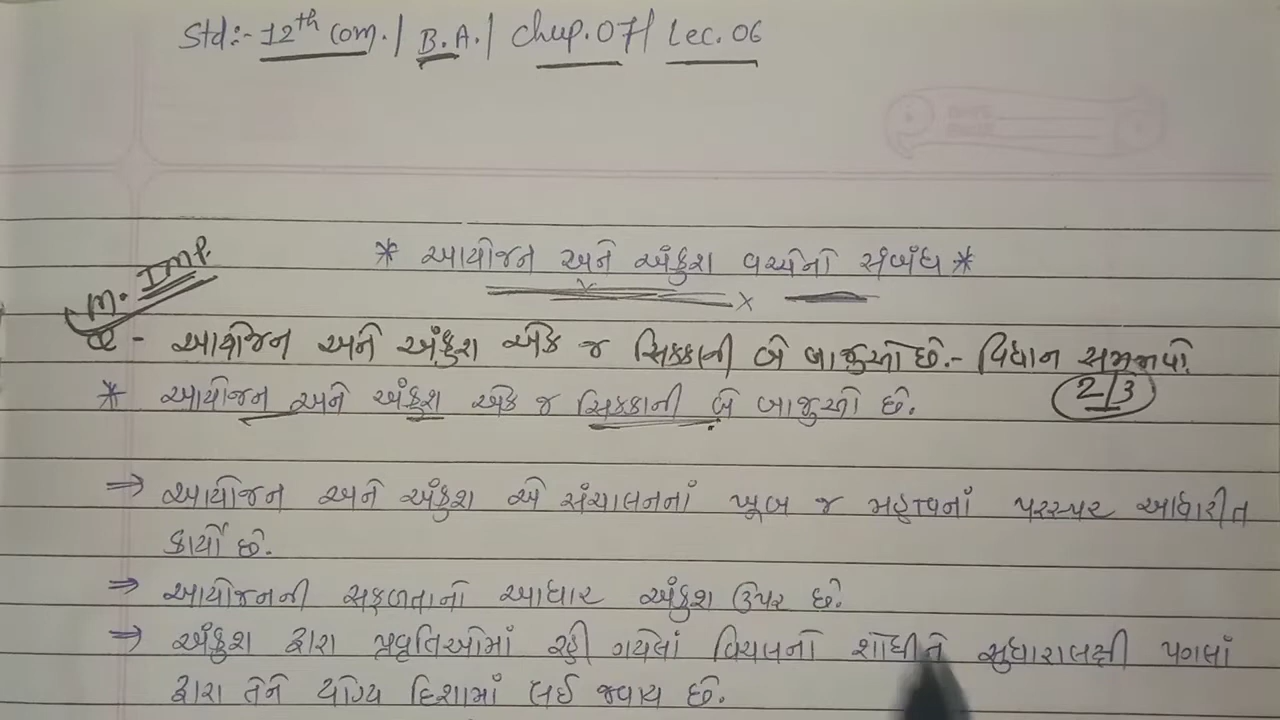 Std:- 12th Com. | B.A. | Chap. 07 | Lec. 06
* આયોજન અને અંકુશ વચ્ચેનો સંબંધ *
M. IMP.
Q - આયોજન અને અંકુશ એક જ સિક્કાની બે બાજુઓ છે. - વિધાન સમજાવો.
2/3
* આયોજન અને અંકુશ એક જ સિક્કાની બે બાજુઓ છે.
⇒ આયોજન અને અંકુશ એ સંચાલનનાં ખૂબ જ મહત્વનાં પરસ્પર આધારીત
કાર્યો છે.
⇒ આયોજનની સફળતાનો આધાર અંકુશ ઉપર છે.
⇒ અંકુશ દ્વારા પ્રવૃતિઓમાં રહી ગયેલાં વિચલનો શોધીને સુધારાલક્ષી પગલાં
દ્વારા તેને યોગ્ય દિશામાં લઈ જવાય છે.